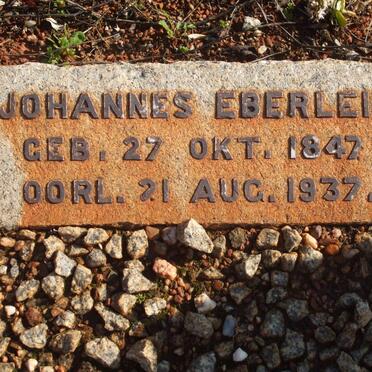 JOHANNES EBERLEI
GEB. 27 OKT. 1847.
OORL. 21 AUG. 1937.